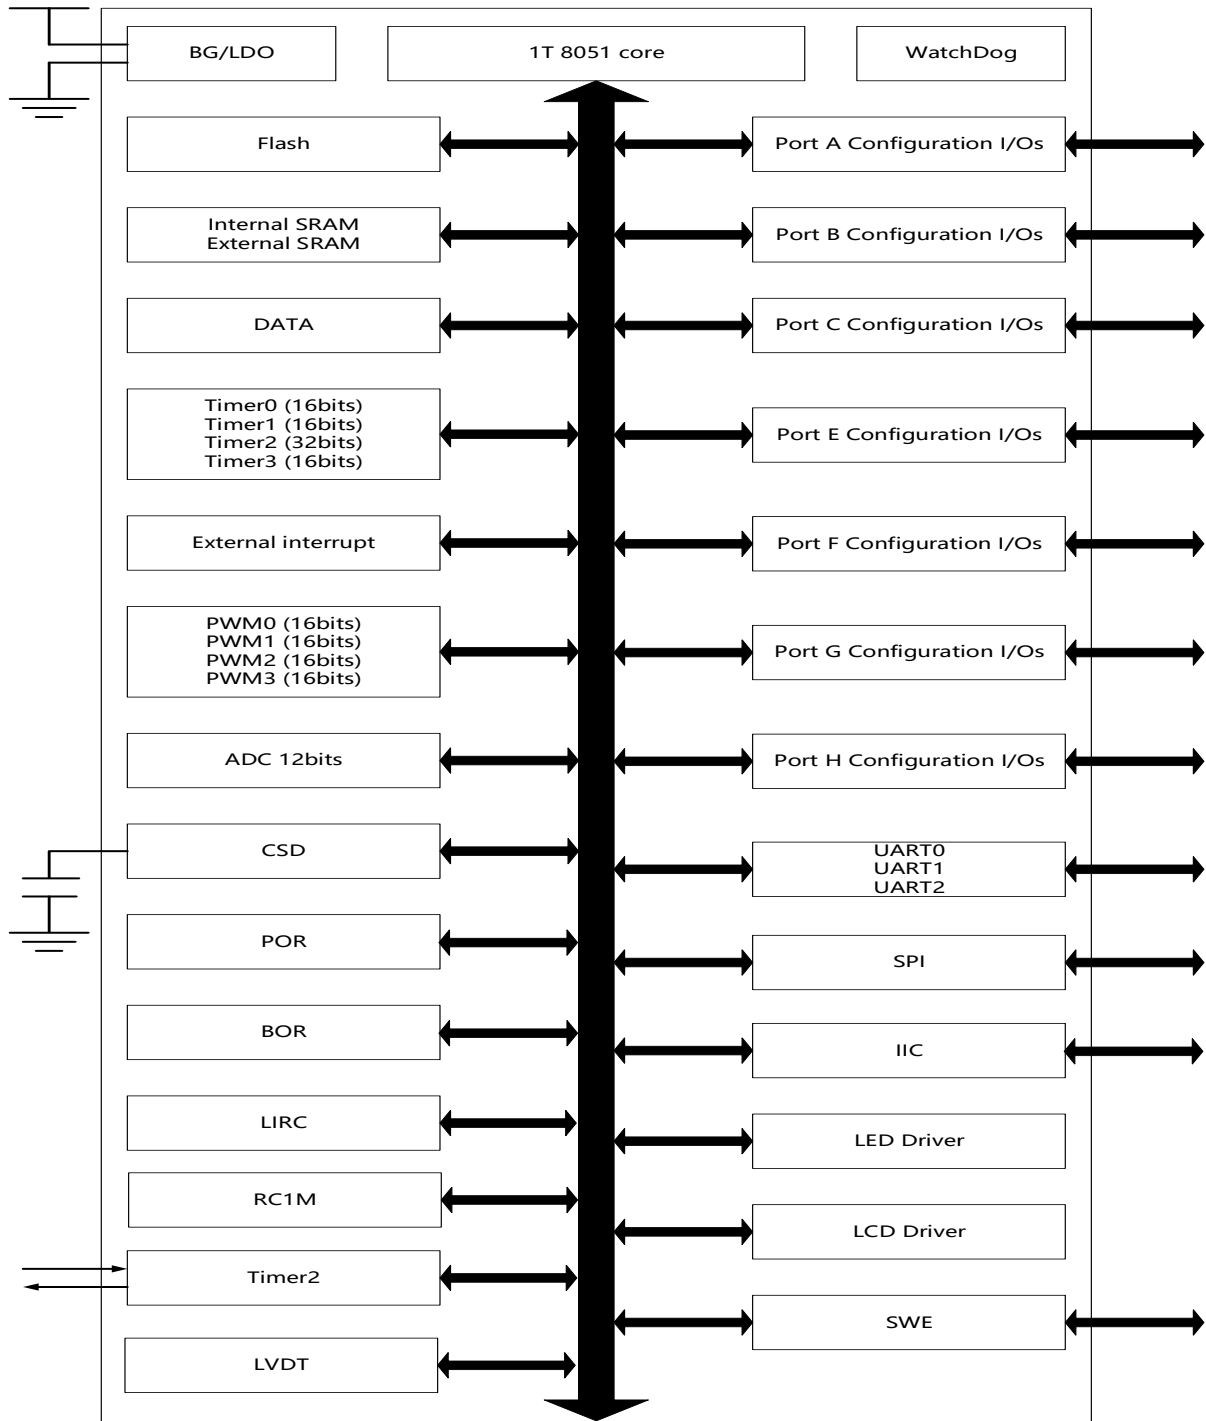 BG/LDO
1T 8051 core
WatchDog
Flash
Port A Configuration I/Os
Internal SRAM
External SRAM
Port B Configuration I/Os
DATA
Port C Configuration I/Os
Timer0 (16bits)
Timer1 (16bits)
Timer2 (32bits)
Timer3 (16bits)
Port E Configuration I/Os
External interrupt
Port F Configuration I/Os
PWM0 (16bits)
PWM1 (16bits)
PWM2 (16bits)
PWM3 (16bits)
Port G Configuration I/Os
ADC 12bits
Port H Configuration I/Os
CSD
UART0
UART1
UART2
POR
SPI
BOR
IIC
LIRC
LED Driver
RC1M
LCD Driver
Timer2
SWE
LVDT